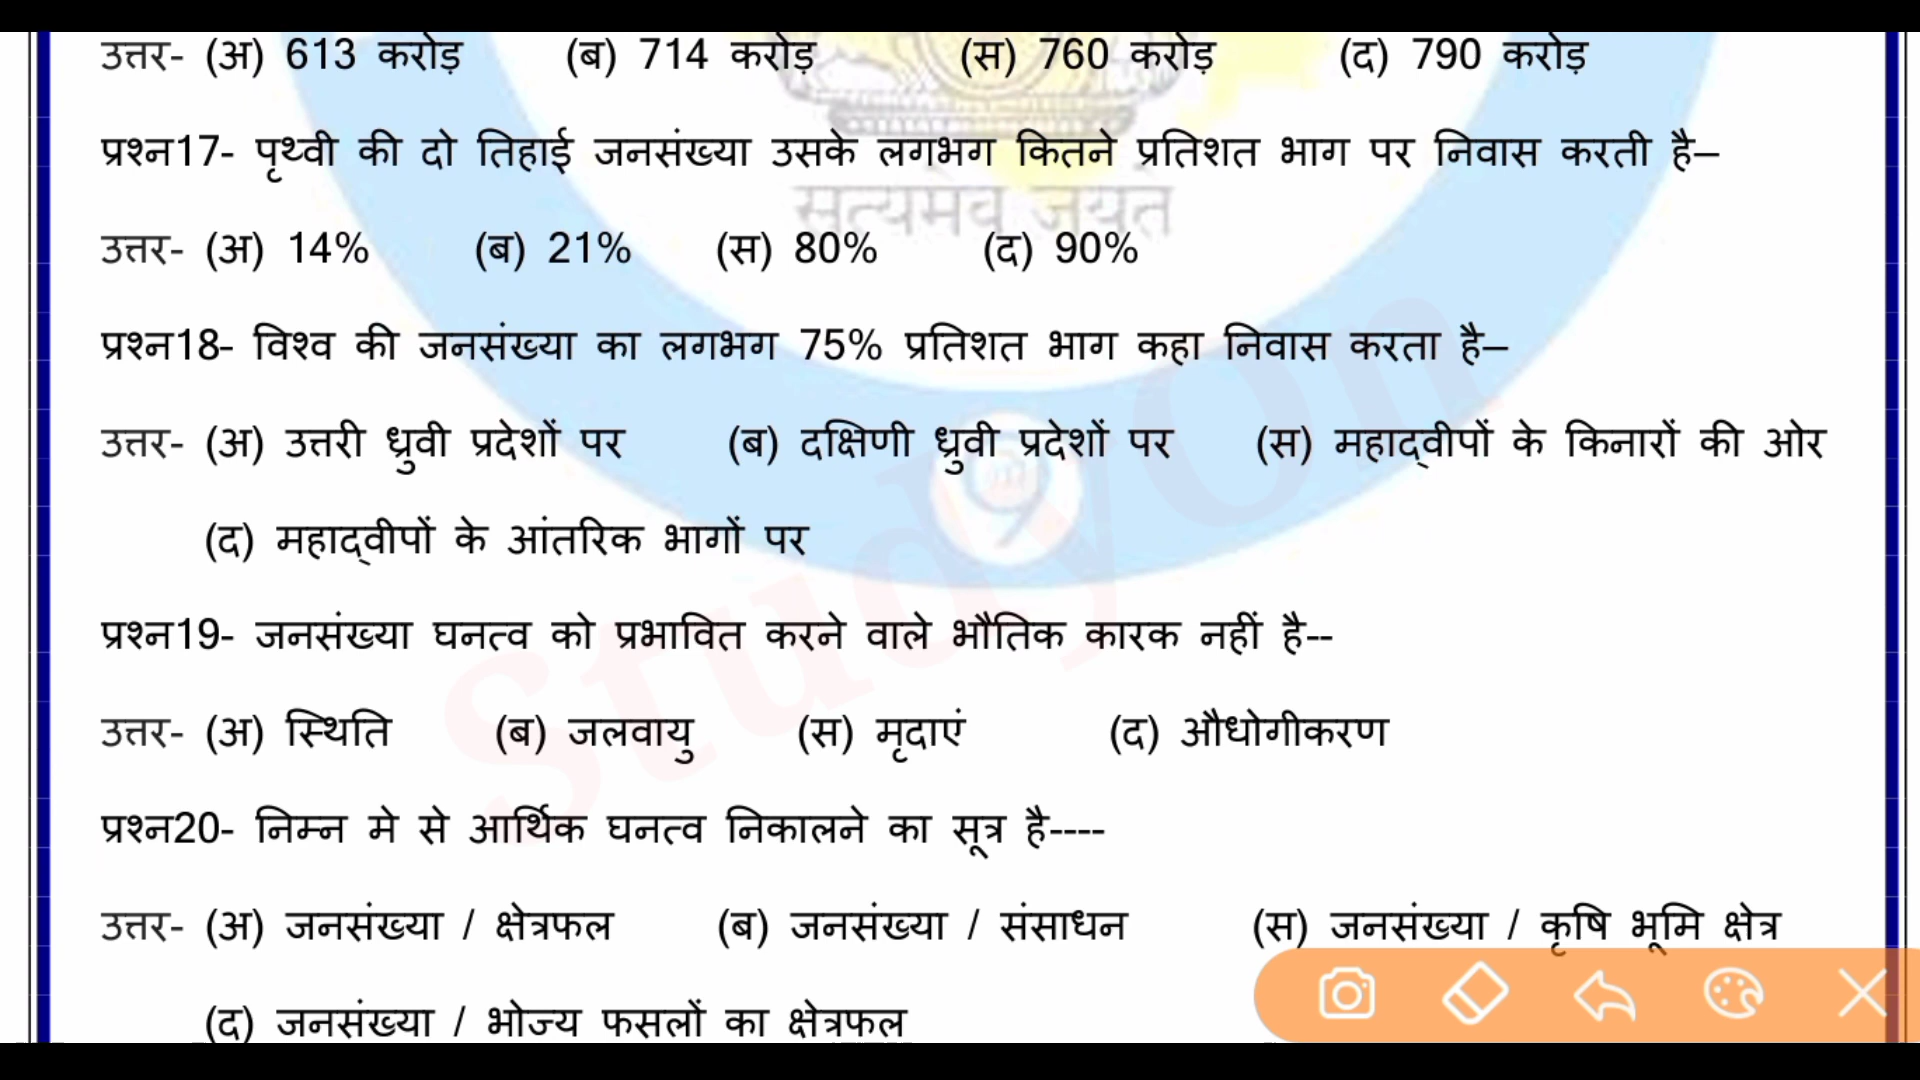 उत्तर- (अ) 613 करोड़ (ब) 714 करोड़ (स) 760 करोड़ (द) 790 करोड़
प्रश्न17- पृथ्वी की दो तिहाई जनसंख्या उसके लगभग कितने प्रतिशत भाग पर निवास करती है–
सत्यमेव जयते
उत्तर- (अ) 14% (ब) 21% (स) 80% (द) 90%
प्रश्न18- विश्व की जनसंख्या का लगभग 75% प्रतिशत भाग कहा निवास करता है–
उत्तर- (अ) उत्तरी ध्रुवी प्रदेशों पर (ब) दक्षिणी ध्रुवी प्रदेशों पर (स) महाद्वीपों के किनारों की ओर
(द) महाद्वीपों के आंतरिक भागों पर
Studyon
प्रश्न19- जनसंख्या घनत्व को प्रभावित करने वाले भौतिक कारक नहीं है--
उत्तर- (अ) स्थिति (ब) जलवायु (स) मृदाएं (द) औधोगीकरण
प्रश्न20- निम्न मे से आर्थिक घनत्व निकालने का सूत्र है----
उत्तर- (अ) जनसंख्या / क्षेत्रफल (ब) जनसंख्या / संसाधन (स) जनसंख्या / कृषि भूमि क्षेत्र
(द) जनसंख्या / भोज्य फसलों का क्षेत्रफल